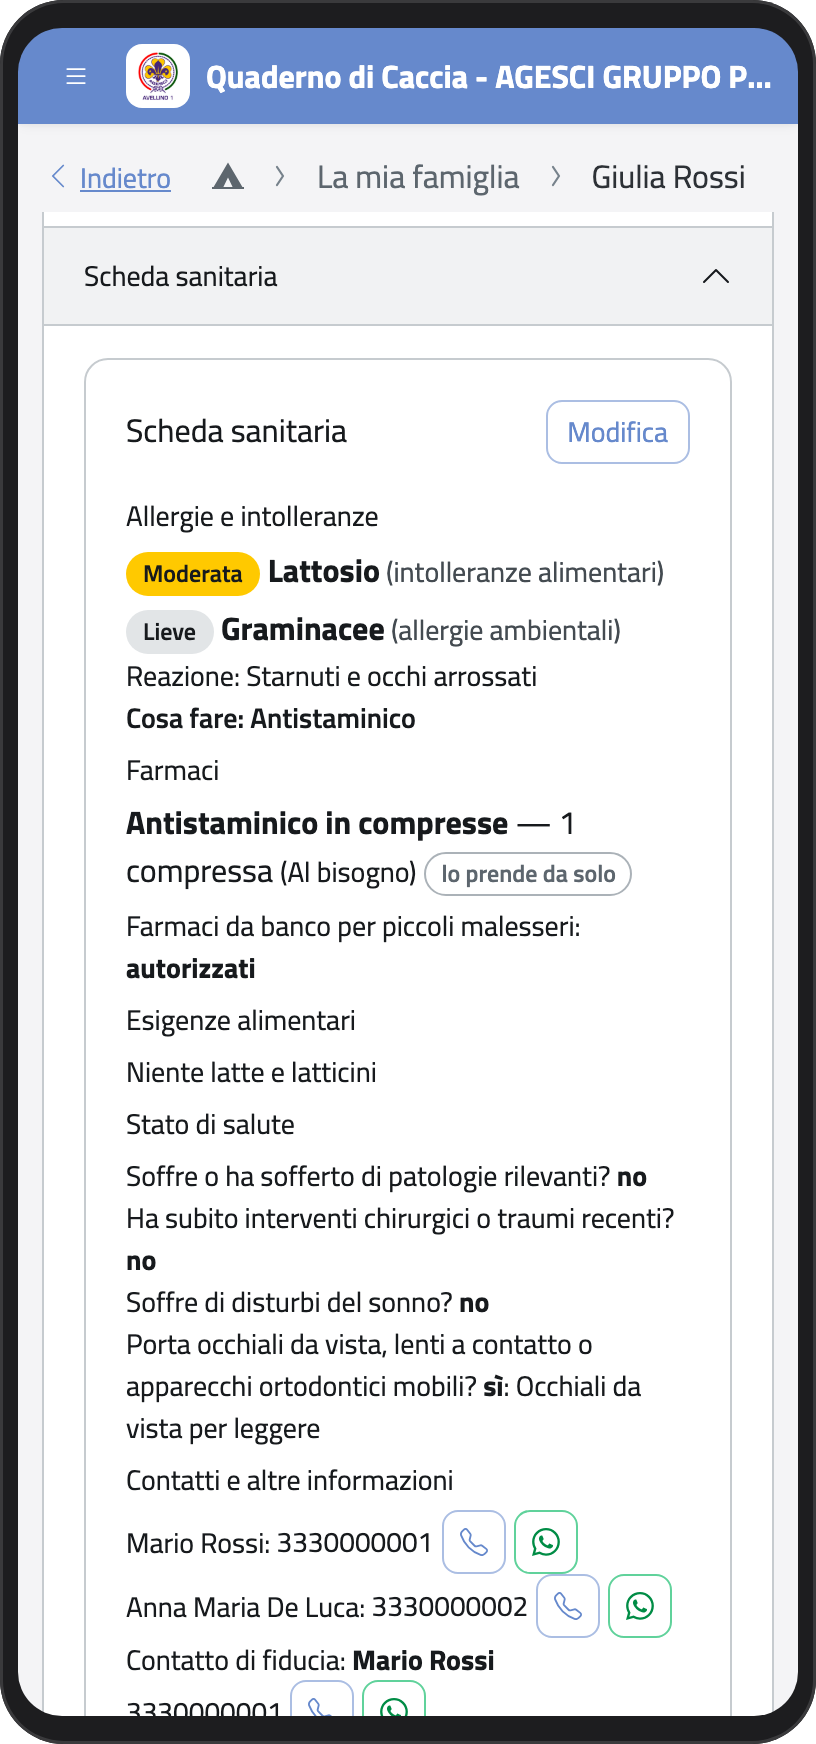 AVELLINO 1
Quaderno di Caccia - AGESCI GRUPPO P...
Indietro
La mia famiglia
Giulia Rossi
Scheda sanitaria
Scheda sanitaria
Modifica
Allergie e intolleranze
Moderata Lattosio (intolleranze alimentari)
Lieve Graminacee (allergie ambientali)
Reazione: Starnuti e occhi arrossati
Cosa fare: Antistaminico
Farmaci
Antistaminico in compresse — 1
compressa (Al bisogno) lo prende da solo
Farmaci da banco per piccoli malesseri:
autorizzati
Esigenze alimentari
Niente latte e latticini
Stato di salute
Soffre o ha sofferto di patologie rilevanti? no
Ha subito interventi chirurgici o traumi recenti?
no
Soffre di disturbi del sonno? no
Porta occhiali da vista, lenti a contatto o
apparecchi ortodontici mobili? sì: Occhiali da
vista per leggere
Contatti e altre informazioni
Mario Rossi: 3330000001
Anna Maria De Luca: 3330000002
Contatto di fiducia: Mario Rossi
3330000001